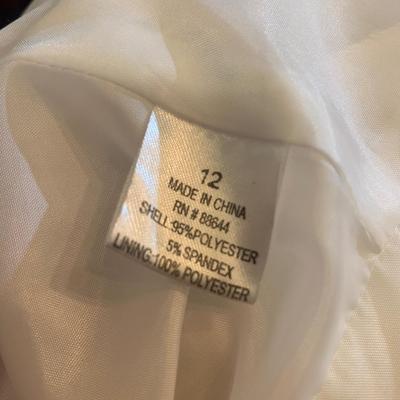 12
MADE IN CHINA
RN # 88644
SHELL:95%POLYESTER
5% SPANDEX
LINING:100% POLYESTER